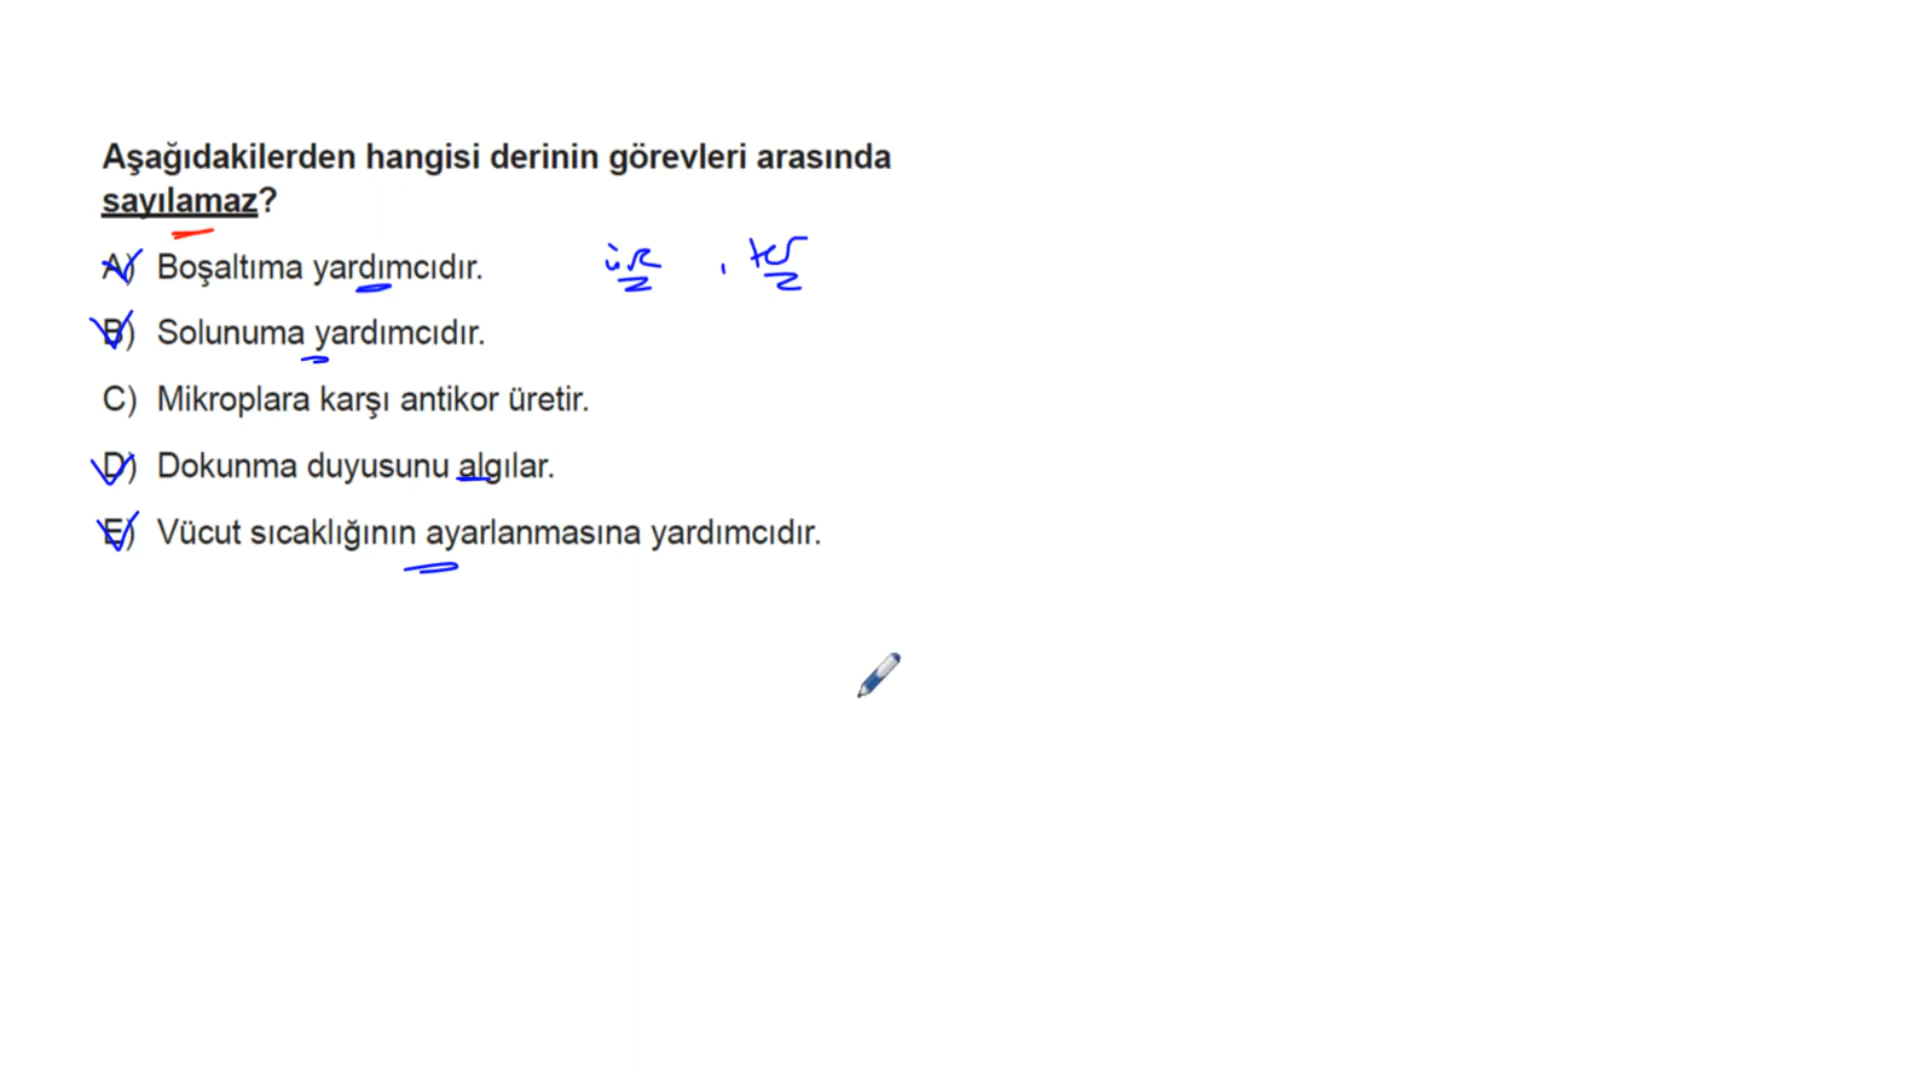 Aşağıdakilerden hangisi derinin görevleri arasında
sayılamaz?
A) Boşaltıma yardımcıdır. , ter
B) Solunuma yardımcıdır.
C) Mikroplara karşı antikor üretir.
D) Dokunma duyusunu algılar.
E) Vücut sıcaklığının ayarlanmasına yardımcıdır.